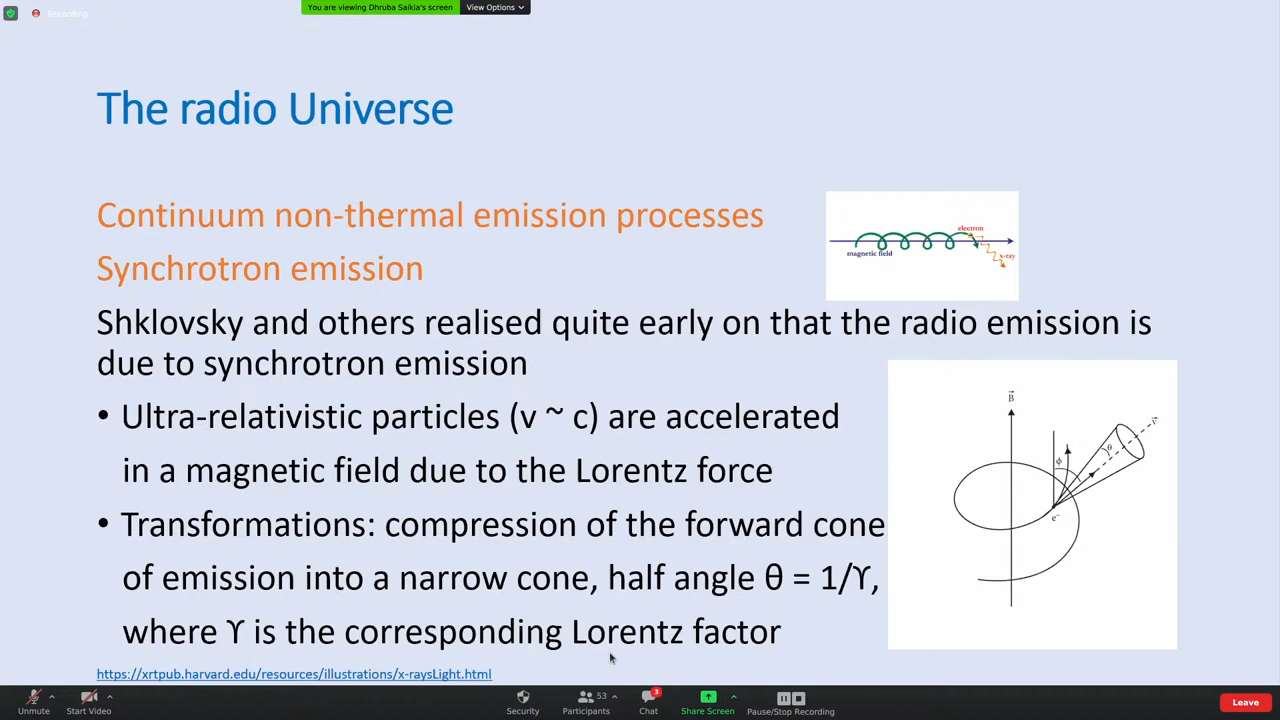 Recording
You are viewing Dhruba Saikia's screen
View Options
The radio Universe
Continuum non-thermal emission processes
Synchrotron emission
electron
magnetic field
x-ray
Shklovsky and others realised quite early on that the radio emission is
due to synchrotron emission
• Ultra-relativistic particles (v ~ c) are accelerated
in a magnetic field due to the Lorentz force
• Transformations: compression of the forward cone
of emission into a narrow cone, half angle θ = 1/ϒ,
where ϒ is the corresponding Lorentz factor
B⃗
v⃗
θ
ϕ
e⁻
https://xrtpub.harvard.edu/resources/illustrations/x-raysLight.html
Unmute
Start Video
Security
53
Participants
3
Chat
Share Screen
Pause/Stop Recording
Leave